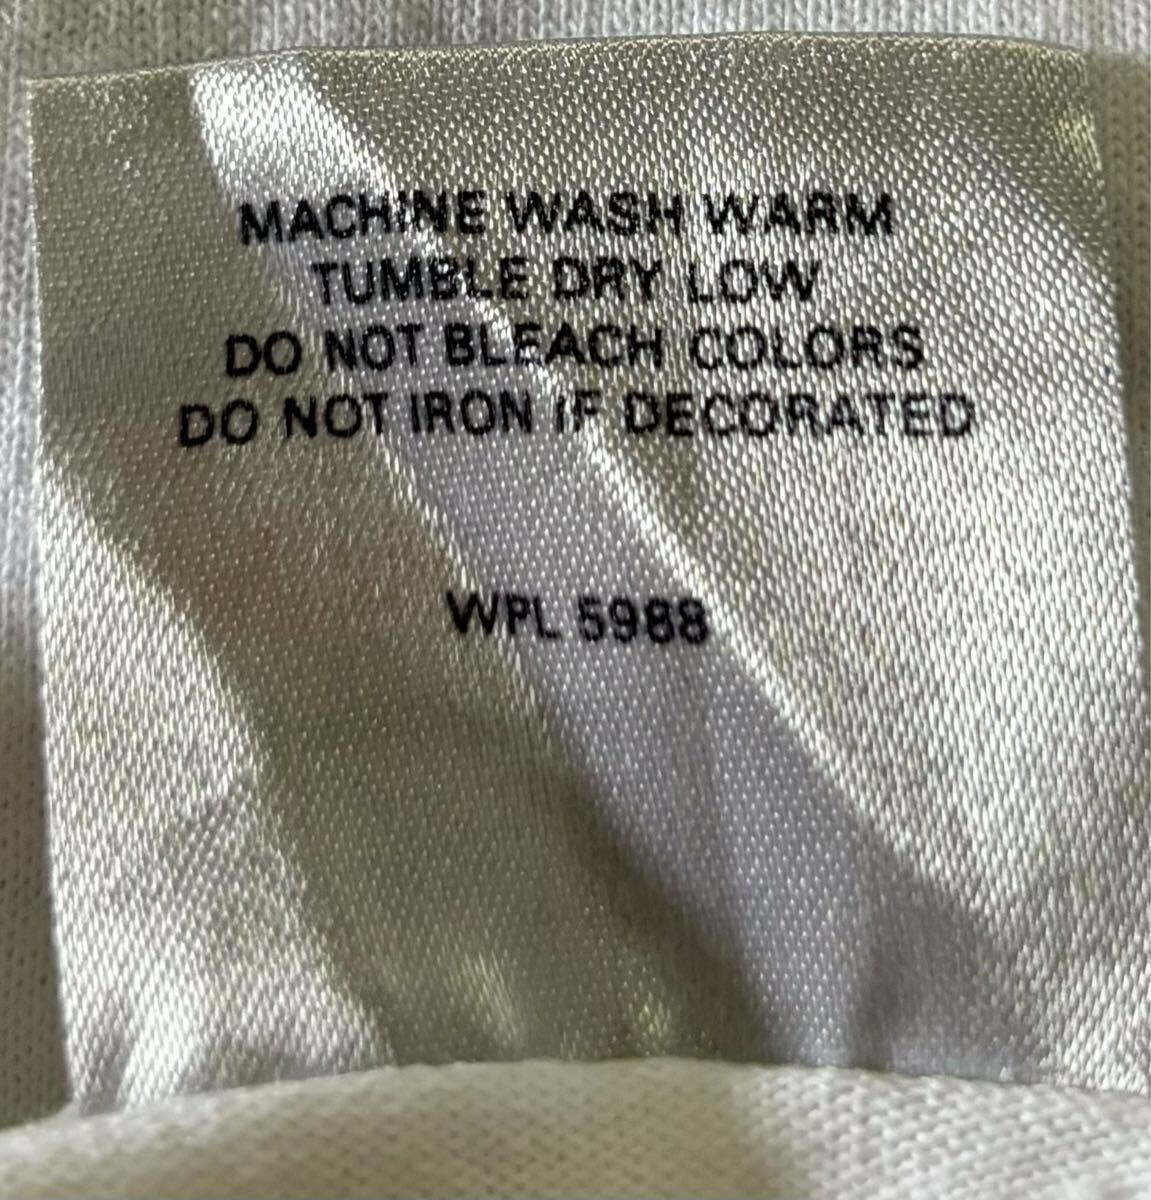 MACHINE WASH WARM
TUMBLE DRY LOW
DO NOT BLEACH COLORS
DO NOT IRON IF DECORATED
WPL 5988